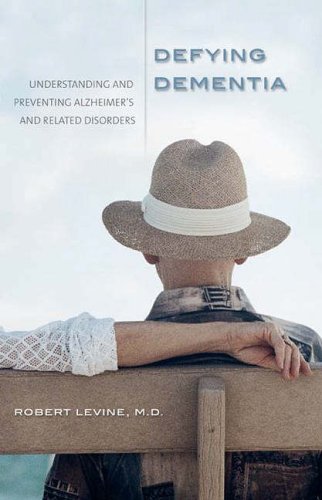 DEFYING
DEMENTIA
UNDERSTANDING AND
PREVENTING ALZHEIMER'S
AND RELATED DISORDERS
ROBERT LEVINE, M.D.